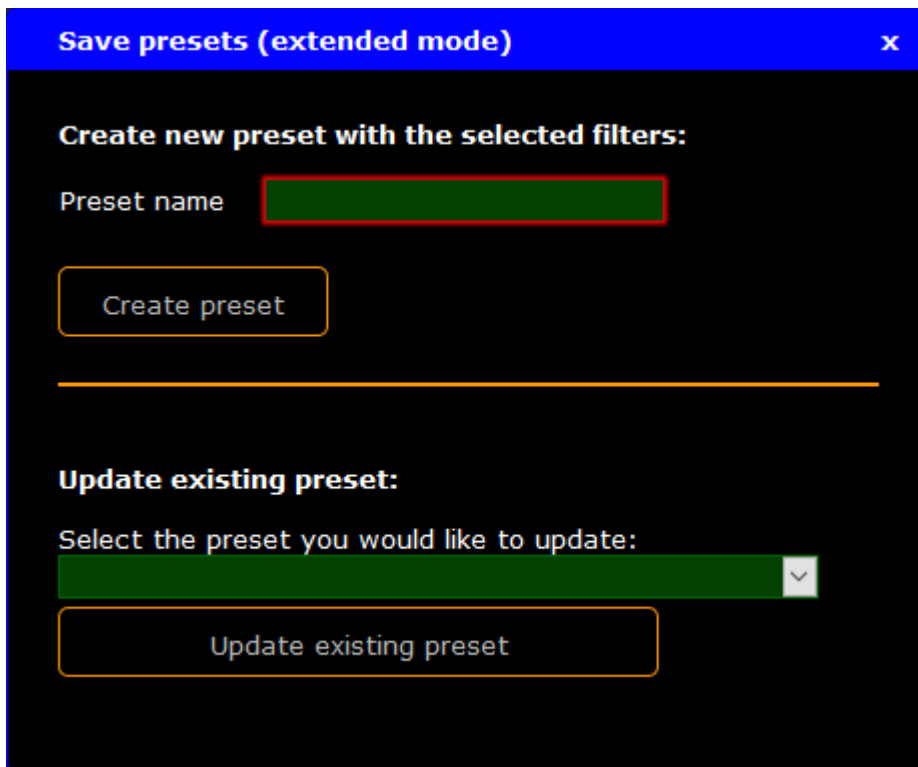 Save presets (extended mode) x
Create new preset with the selected filters:
Preset name
Create preset
Update existing preset:
Select the preset you would like to update:
Update existing preset